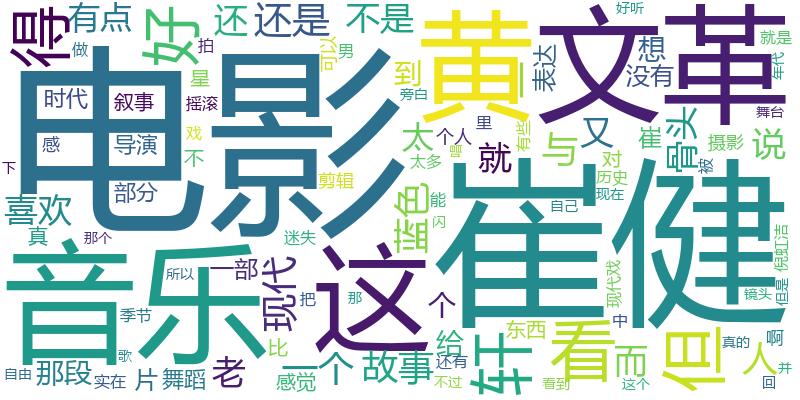 有点
还
还是
不是
好听
得
好
做
星
拍
男
可以
到
旁白
黄
一
表达
文
想
没有
革
就是
年代
电影
时代
叙事
摇滚
感
导演
戏
不
部分
下
太
个人
里
有些
太多
唱
就
与
又
崔
骨头
摄影
说
舞台
对
历史
被
现在
喜欢
真
那个
剪辑
蓝色
能
闪
自己
崔健
倪虹洁
但是
镜头
音乐
迷失
所以
一部
现代
这
季节
把
那
个
现代戏
中
歌
比
给
东西
自由
那段
实在
片
舞蹈
老
感觉
一个
故事
还有
不过
轩
看
看到
而
这个
但
真的
人
啊
并
回